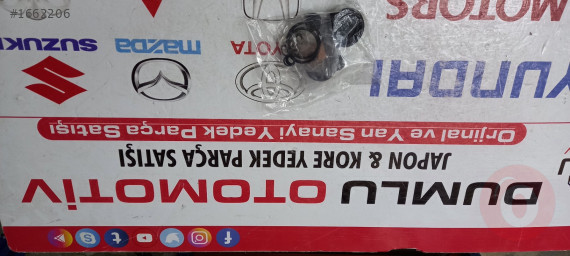 #1663206
MOTORS
SUZUKI
mazda
TOYOTA
HYUNDAI
Orjinal ve Yan Sanayi Yedek Parça Satışı
JAPON & KORE YEDEK PARÇA SATIŞI
DUMLU OTOMOTİV